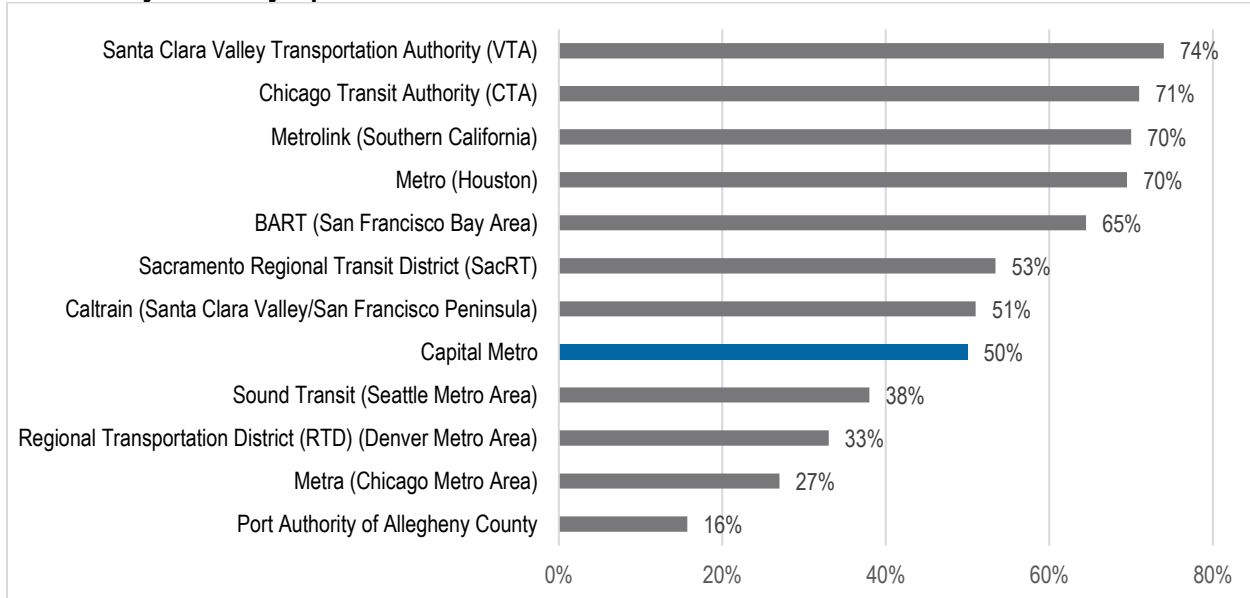 Santa Clara Valley Transportation Authority (VTA) 74%
Chicago Transit Authority (CTA) 71%
Metrolink (Southern California) 70%
Metro (Houston) 70%
BART (San Francisco Bay Area) 65%
Sacramento Regional Transit District (SacRT) 53%
Caltrain (Santa Clara Valley/San Francisco Peninsula) 51%
Capital Metro 50%
Sound Transit (Seattle Metro Area) 38%
Regional Transportation District (RTD) (Denver Metro Area) 33%
Metra (Chicago Metro Area) 27%
Port Authority of Allegheny County 16%
0% 20% 40% 60% 80%